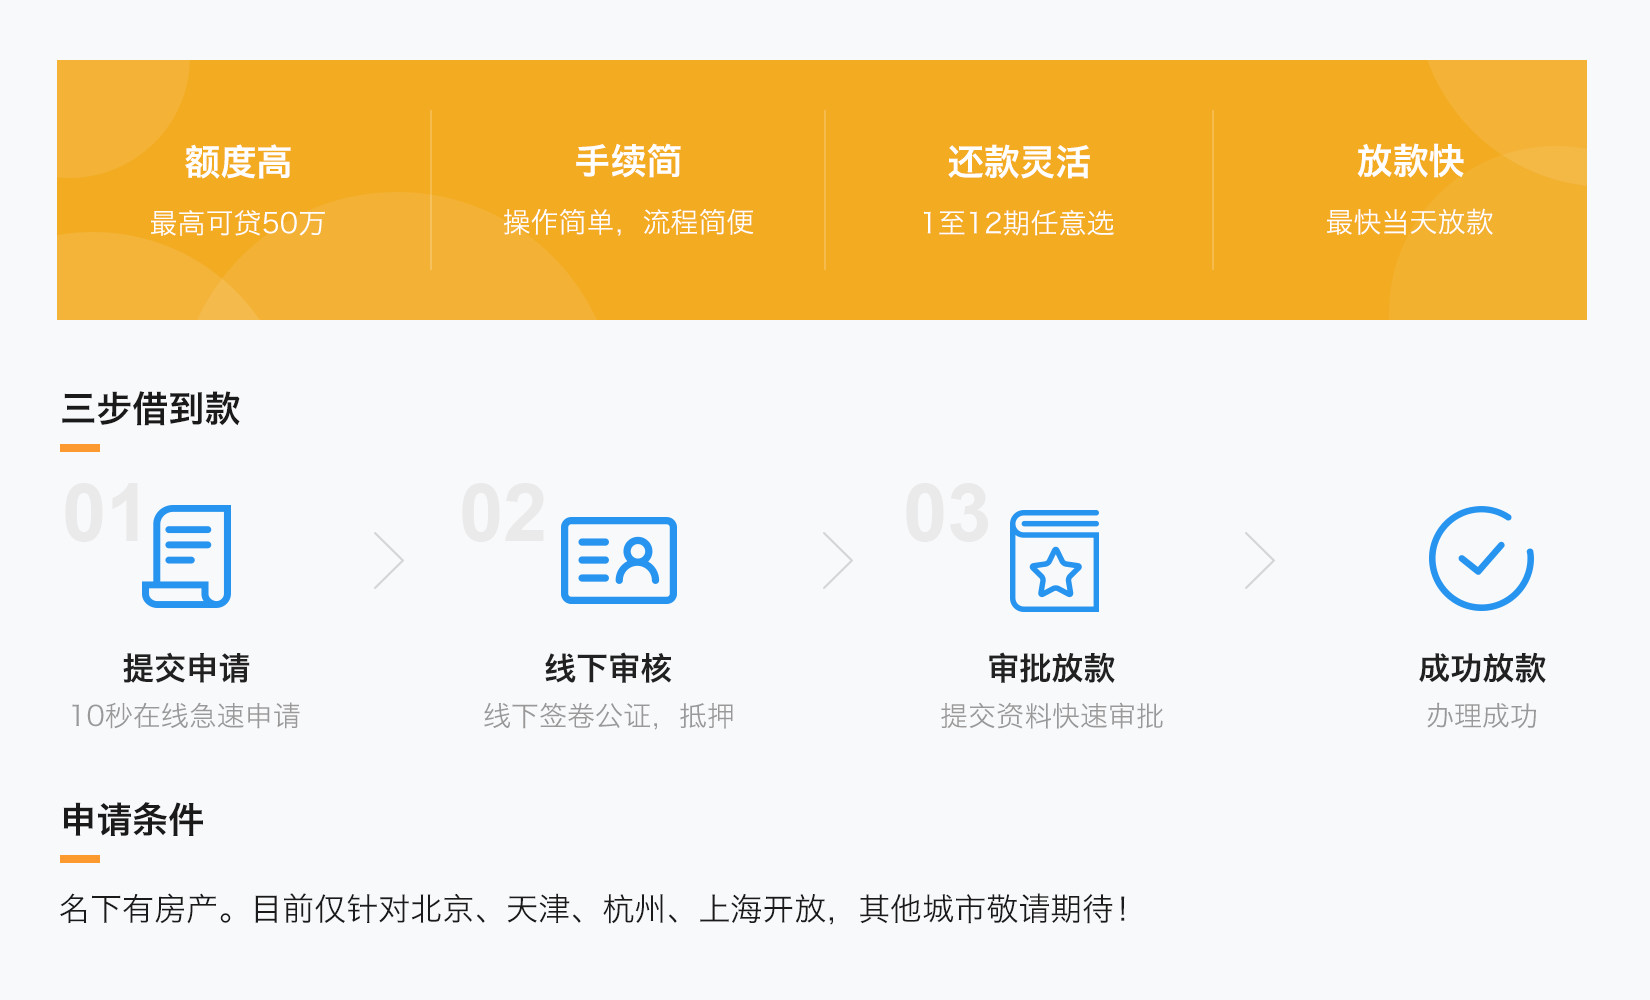 额度高
手续简
还款灵活
放款快
最高可贷50万
操作简单，流程简便
1至12期任意选
最快当天放款
三步借到款
01
02
03
提交申请
线下审核
审批放款
成功放款
10秒在线急速申请
线下签卷公证，抵押
提交资料快速审批
办理成功
申请条件
名下有房产。目前仅针对北京、天津、杭州、上海开放，其他城市敬请期待！